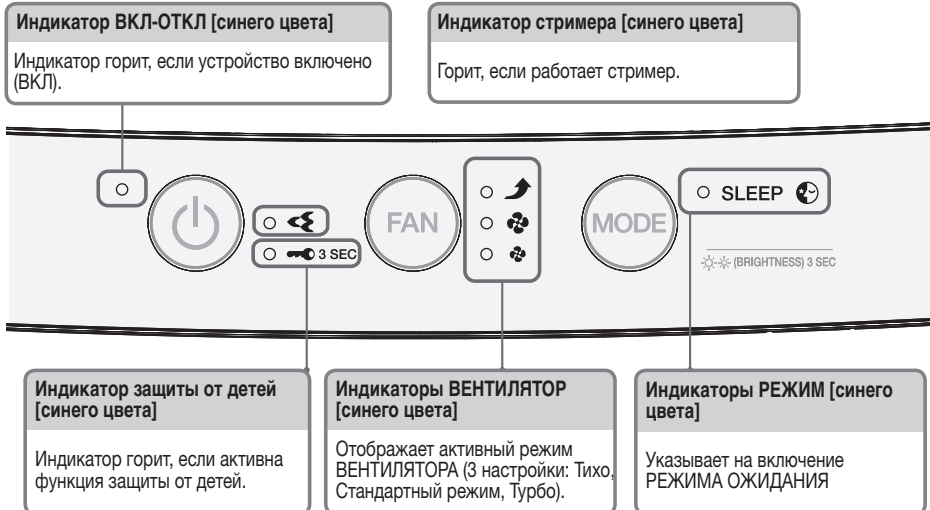 Индикатор ВКЛ-ОТКЛ [синего цвета]
Индикатор горит, если устройство включено
(ВКЛ).
Индикатор стримера [синего цвета]
Горит, если работает стример.
3 SEC
FAN
MODE
SLEEP
(BRIGHTNESS) 3 SEC
Индикатор защиты от детей
[синего цвета]
Индикатор горит, если активна
функция защиты от детей.
Индикаторы ВЕНТИЛЯТОР
[синего цвета]
Отображает активный режим
ВЕНТИЛЯТОРА (3 настройки: Тихо,
Стандартный режим, Турбо).
Индикаторы РЕЖИМ [синего
цвета]
Указывает на включение
РЕЖИМА ОЖИДАНИЯ